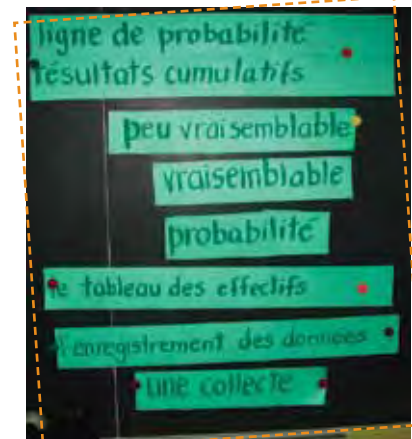 ligne de probabilité
résultats cumulatifs
peu vraisemblable
vraisemblable
probabilité
le tableau des effectifs
l'enregistrement des données
une collecte